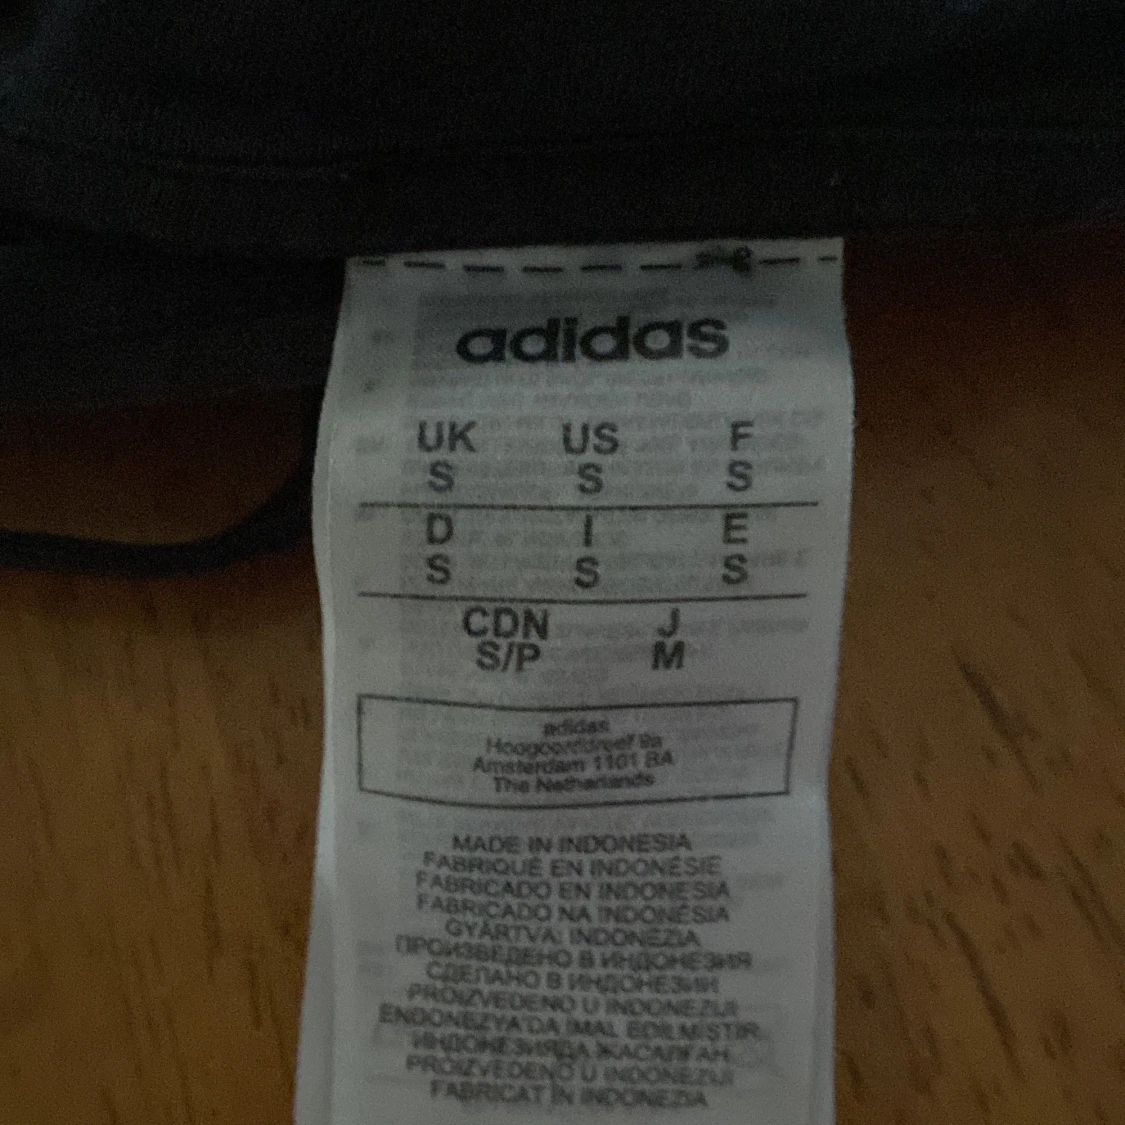 adidas
UK US F
S S S
D I E
S S S
CDN J
S/P M
adidas
Hoogoorddreef 9a
Amsterdam 1101 BA
The Netherlands
MADE IN INDONESIA
FABRIQUÉ EN INDONÉSIE
FABRICADO EN INDONESIA
FABRICADO NA INDONÉSIA
GYÁRTVA: INDONÉZIA
ПРОИЗВЕДЕНО В ИНДОНЕЗИЯ
СДЕЛАНО В ИНДОНЕЗИИ
PROIZVEDENO U INDONEZIJI
ENDONEZYA'DA İMAL EDİLMİŞTİR
ИНДОНЕЗИЯДА ЖАСАЛҒАН
PROIZVEDENO U INDONEZIJI
FABRICAT ÎN INDONEZIA